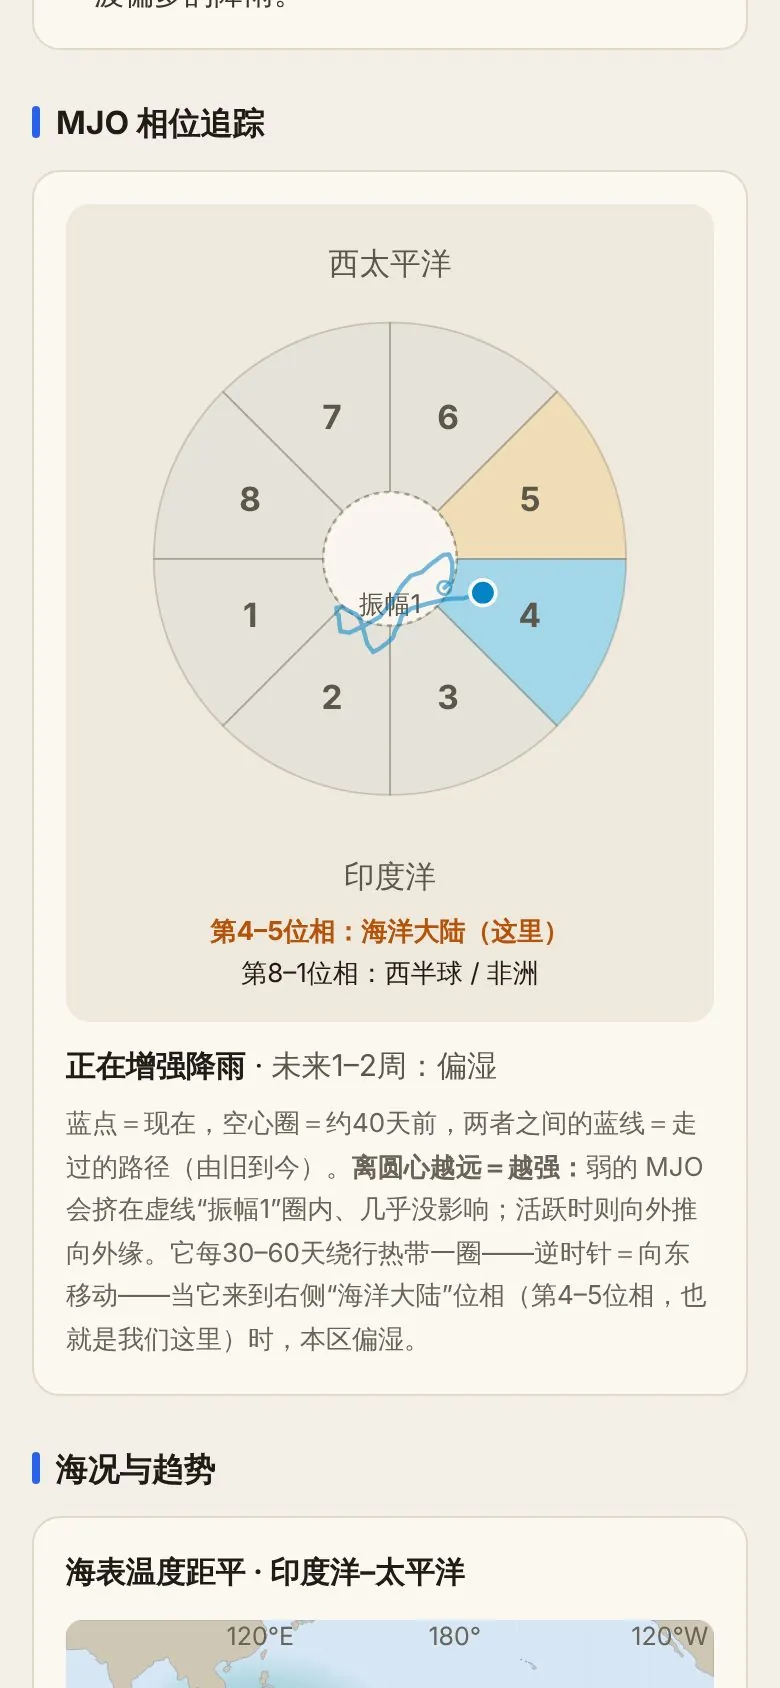 MJO 相位追踪
西太平洋
7
6
8
5
振幅1
1
4
2
3
印度洋
第4–5位相：海洋大陆（这里）
第8–1位相：西半球 / 非洲
正在增强降雨 · 未来1–2周：偏湿
蓝点＝现在，空心圈＝约40天前，两者之间的蓝线＝走
过的路径（由旧到今）。离圆心越远＝越强：弱的 MJO
会挤在虚线“振幅1”圈内、几乎没影响；活跃时则向外推
向外缘。它每30–60天绕行热带一圈——逆时针＝向东
移动——当它来到右侧“海洋大陆”位相（第4–5位相，也
就是我们这里）时，本区偏湿。
海况与趋势
海表温度距平 · 印度洋–太平洋
120°E
180°
120°W